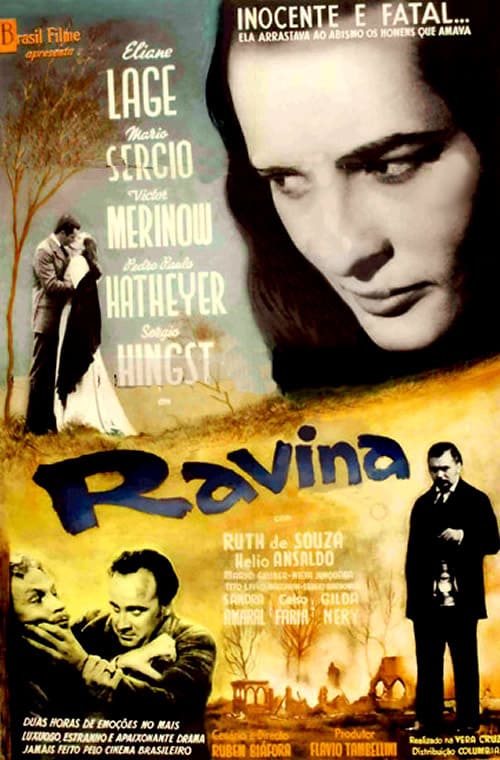 Brasil Filme
apresenta:
INOCENTE E FATAL...
ELA ARRASTAVA AO ABISMO OS HOMENS QUE AMAVA
Eliane
LAGE
Mario
SERGIO
Victor
MERINOW
Pedro Paulo
HATHEYER
Sergio
HINGST
em
RAVINA
com
RUTH de SOUZA
Helio ANSALDO
SANDRA Celso GILDA
AMARAL FARIA NERY
DUAS HORAS DE EMOÇÕES NO MAIS
LUXUOSO ESTRANHO E APAIXONANTE DRAMA
JAMÁIS FEITO PELO CINEMA BRASILEIRO
Cenário e Direção
RUBEM BIÁFORA
Produtor
FLAVIO TAMBELLINI
Realizado na VERA CRUZ
Distribuição COLUMBIA